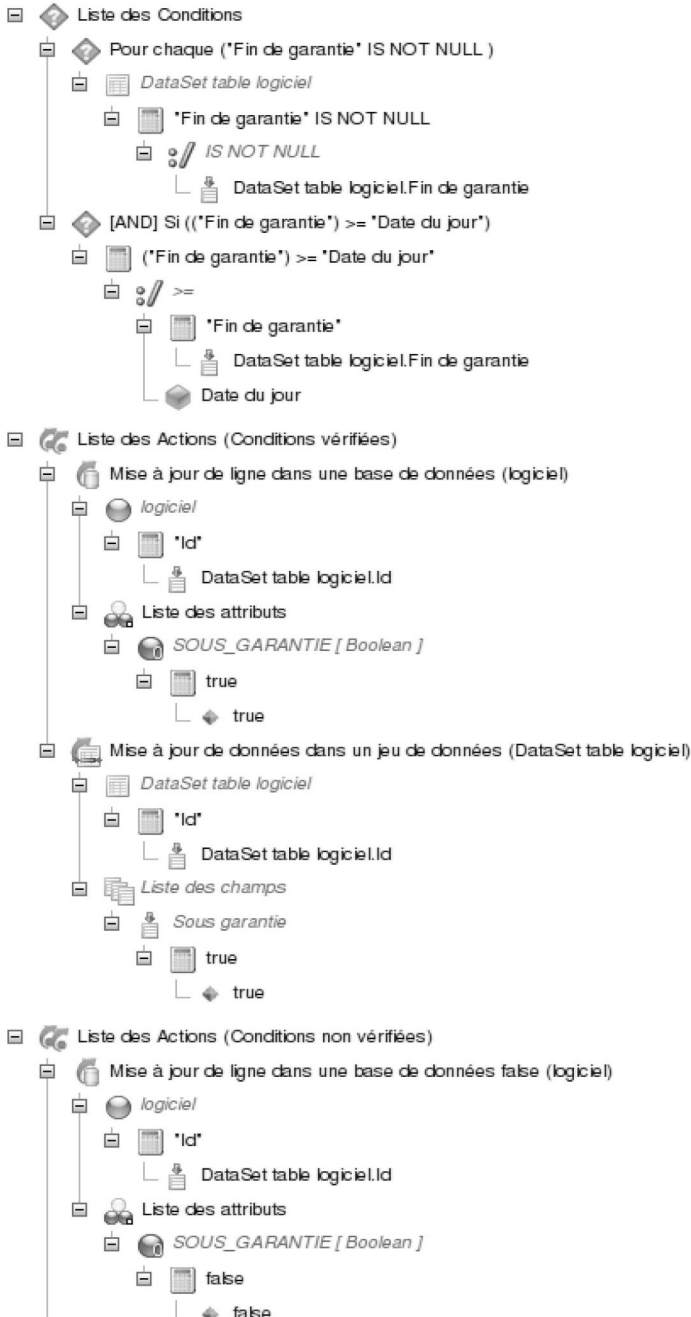 Liste des Conditions
Pour chaque ("Fin de garantie" IS NOT NULL )
DataSet table logiciel
"Fin de garantie" IS NOT NULL
IS NOT NULL
DataSet table logiciel.Fin de garantie
[AND] Si (("Fin de garantie") >= "Date du jour")
("Fin de garantie") >= "Date du jour"
>=
"Fin de garantie"
DataSet table logiciel.Fin de garantie
Date du jour
Liste des Actions (Conditions vérifiées)
Mise à jour de ligne dans une base de données (logiciel)
logiciel
"Id"
DataSet table logiciel.Id
Liste des attributs
SOUS_GARANTIE [ Boolean ]
true
true
Mise à jour de données dans un jeu de données (DataSet table logiciel)
DataSet table logiciel
"Id"
DataSet table logiciel.Id
Liste des champs
Sous garantie
true
true
Liste des Actions (Conditions non vérifiées)
Mise à jour de ligne dans une base de données false (logiciel)
logiciel
"Id"
DataSet table logiciel.Id
Liste des attributs
SOUS_GARANTIE [ Boolean ]
false
false